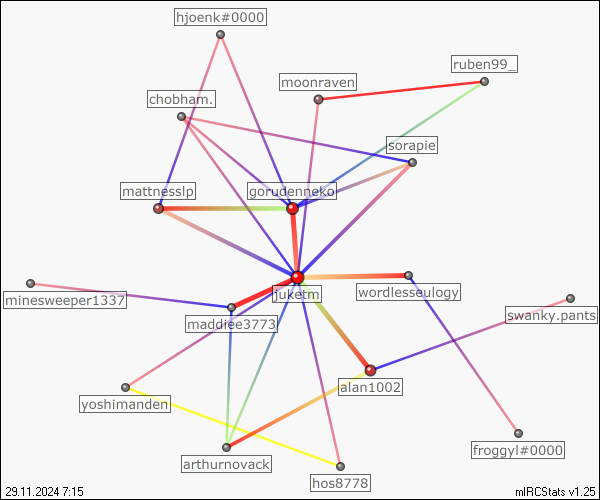 hjoenk#0000
ruben99_
moonraven
chobham.
sorapie
mattnesslp
gorudenneko
juketm
wordlesseulogy
minesweeper1337
swanky.pants
maddiee3773
alan1002
yoshimanden
froggyl#0000
arthurnovack
hos8778
29.11.2024 7:15
mIRCStats v1.25